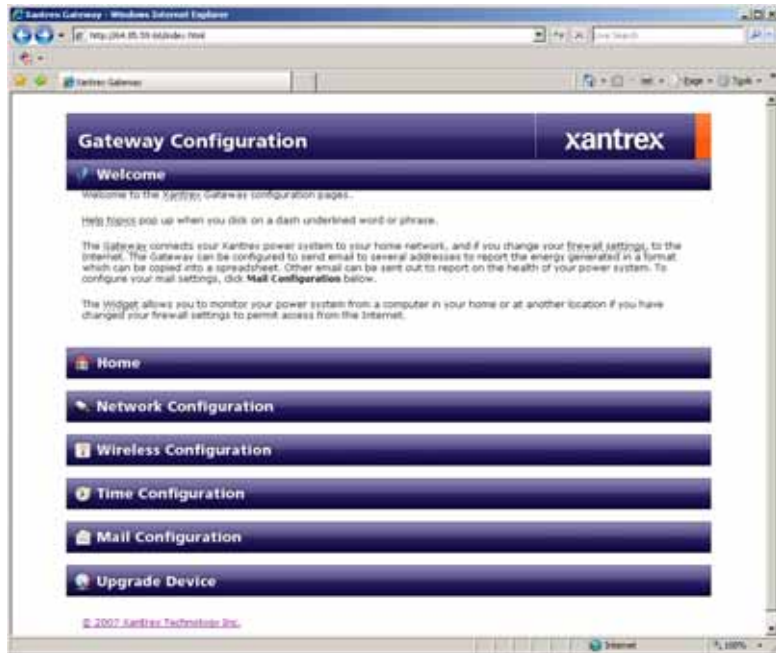 Xantrex Gateway - Windows Internet Explorer
Live Search
Xantrex Gateway
Page Tools
Gateway Configuration
xantrex
Welcome
Welcome to the Xantrex Gateway configuration pages.
Help topics pop up when you click on a dash underlined word or phrase.
The Gateway connects your Xantrex power system to your home network, and if you change your firewall settings, to the
Internet. The Gateway can be configured to send email to several addresses to report the energy generated in a format
which can be copied into a spreadsheet. Other email can be sent out to report on the health of your power system. To
configure your mail settings, click Mail Configuration below.
The Widget allows you to monitor your power system from a computer in your home or at another location if you have
changed your firewall settings to permit access from the Internet.
Home
Network Configuration
Wireless Configuration
Time Configuration
Mail Configuration
Upgrade Device
© 2007 Xantrex Technology Inc.
Internet
100%